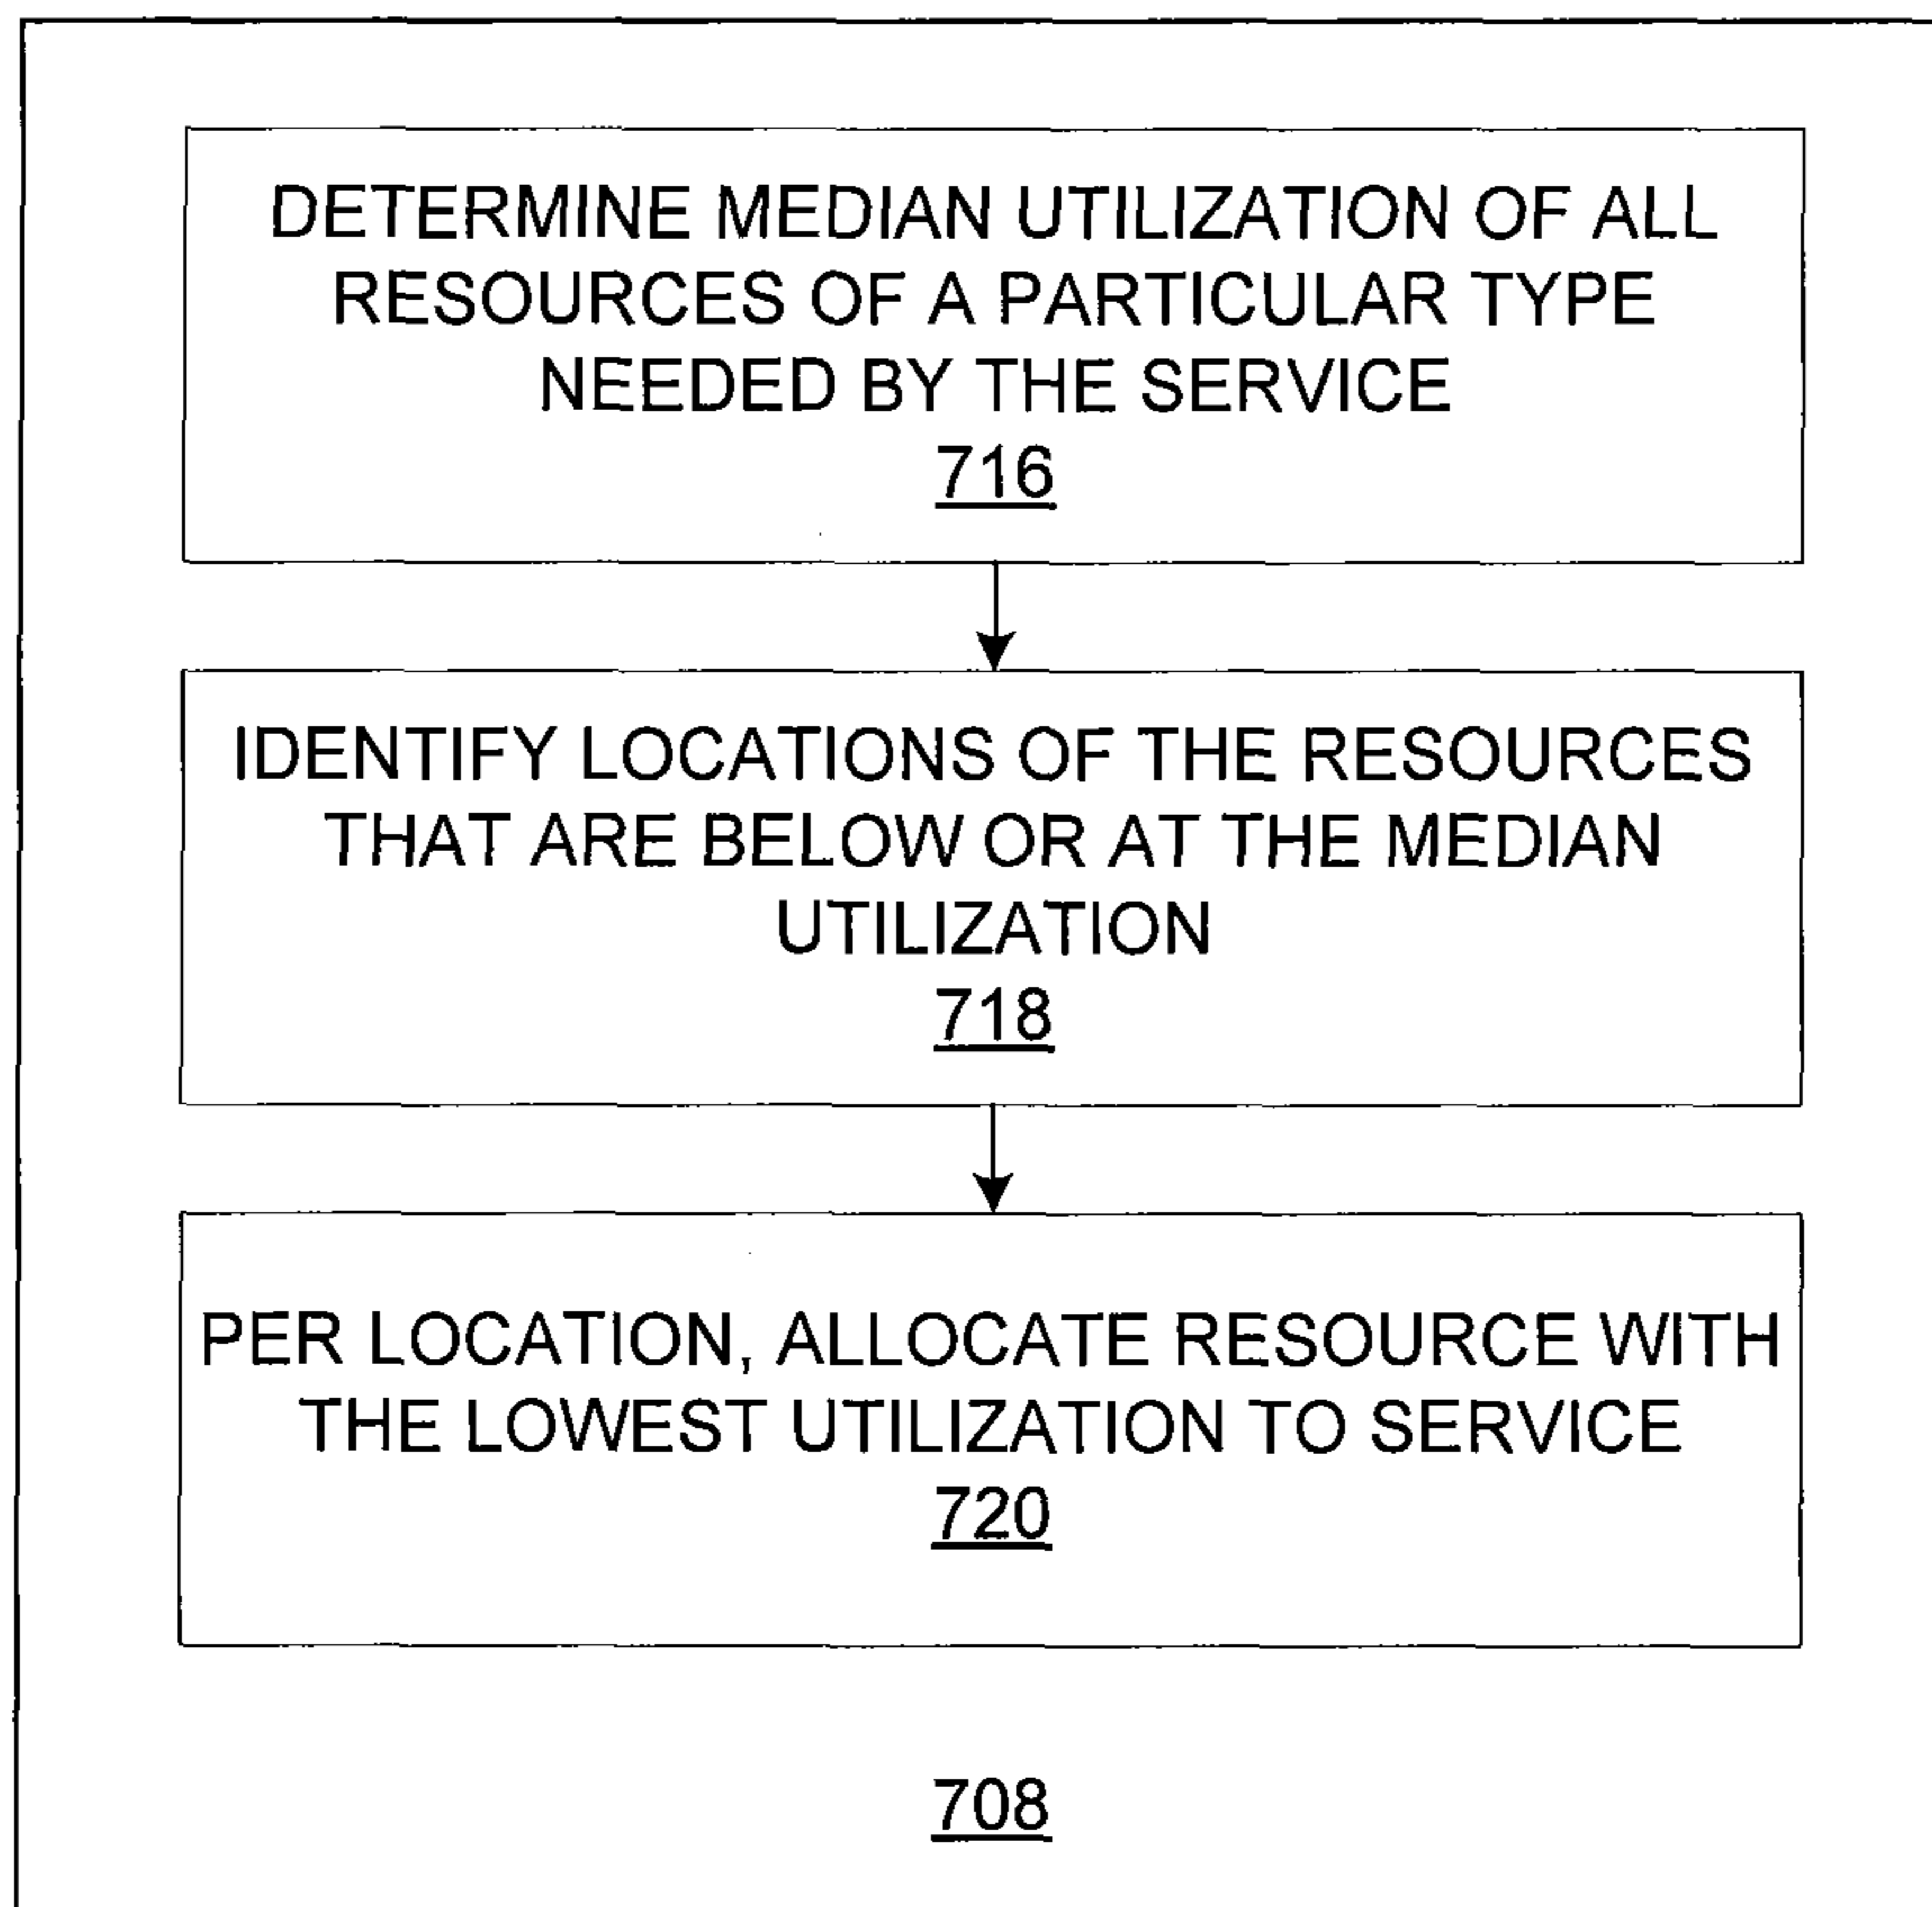 DETERMINE MEDIAN UTILIZATION OF ALL
RESOURCES OF A PARTICULAR TYPE
NEEDED BY THE SERVICE
716
IDENTIFY LOCATIONS OF THE RESOURCES
THAT ARE BELOW OR AT THE MEDIAN
UTILIZATION
718
PER LOCATION, ALLOCATE RESOURCE WITH
THE LOWEST UTILIZATION TO SERVICE
720
708